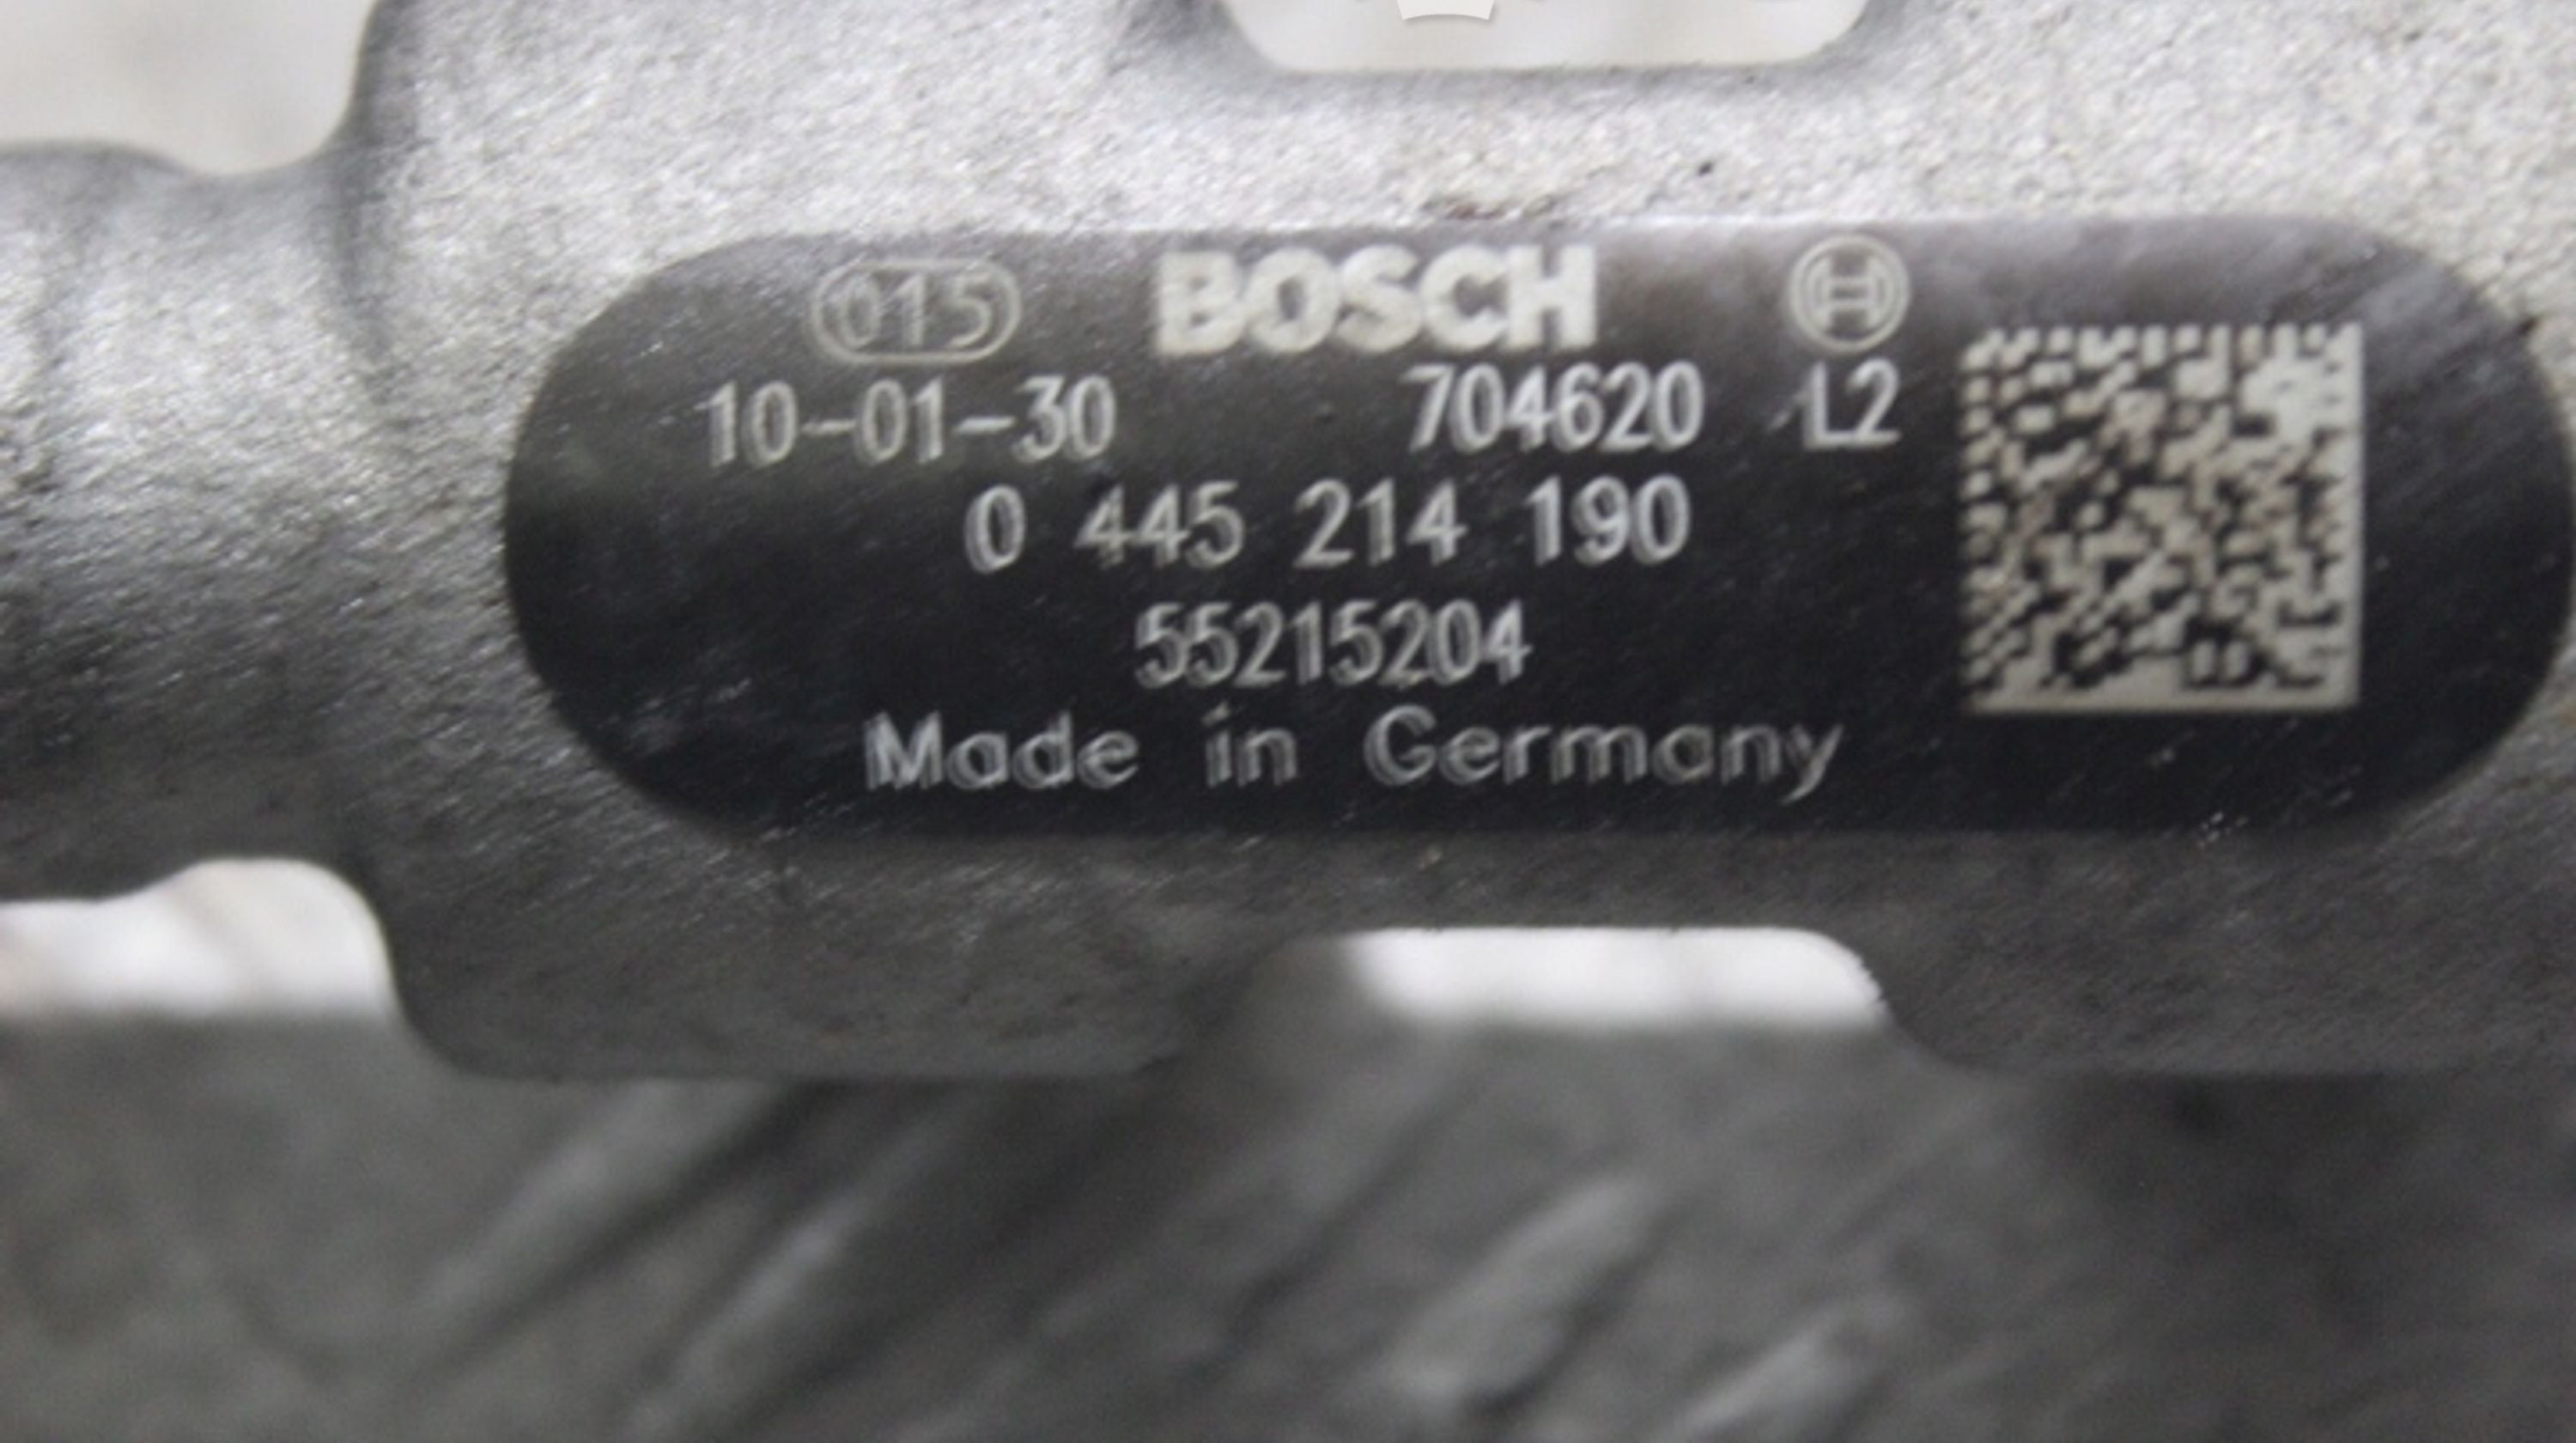 015 BOSCH
10-01-30 704620 L2
0 445 214 190
55215204
Made in Germany